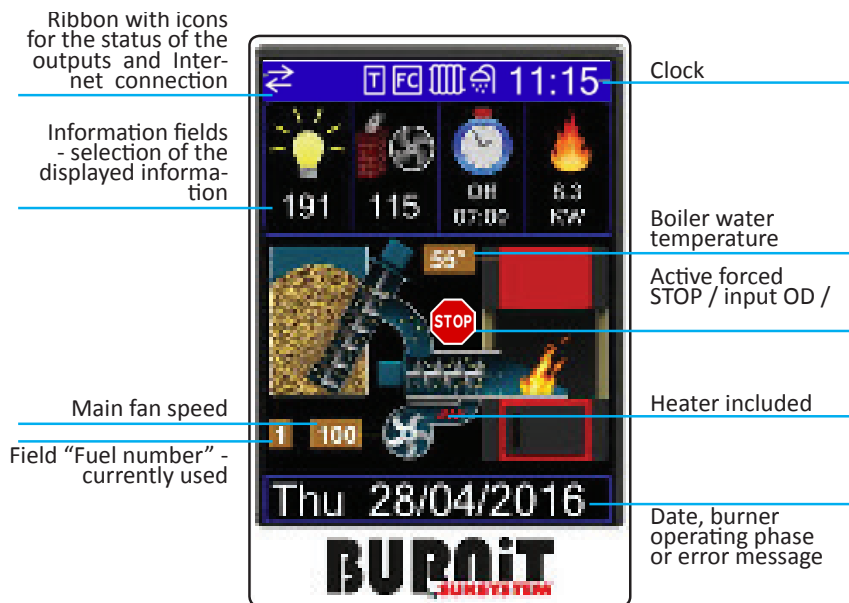 Ribbon with icons
for the status of the
outputs and Inter-
net connection
Information fields
- selection of the
displayed informa-
tion
Main fan speed
Field “Fuel number” -
currently used
T FC 11:15
191 115 Off 6.3
07:00 KW
55°
STOP
1 100
Thu 28/04/2016
BURNiT
SUNSYSTEM
Clock
Boiler water
temperature
Active forced
STOP / input OD /
Heater included
Date, burner
operating phase
or error message